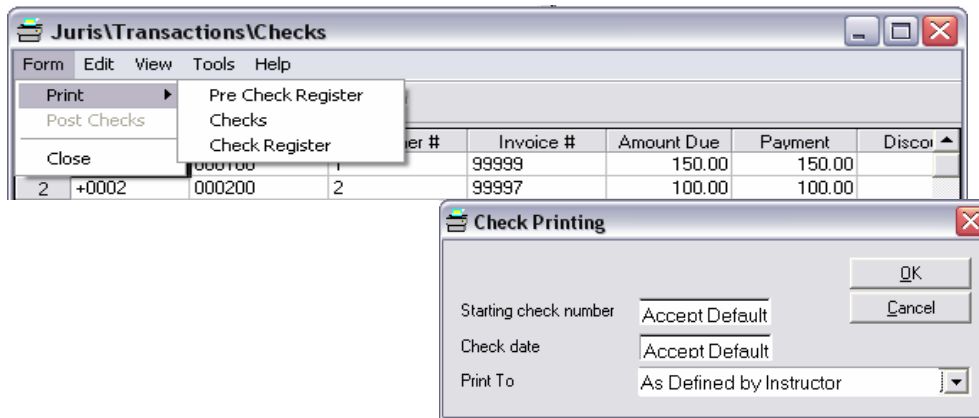 Juris\Transactions\Checks
Form Edit View Tools Help
Print Pre Check Register
Post Checks Checks
Close Check Register
er # Invoice # Amount Due Payment Discou
000100 1 99999 150.00 150.00
2 +0002 000200 2 99997 100.00 100.00
Check Printing
OK
Starting check number Accept Default Cancel
Check date Accept Default
Print To As Defined by Instructor